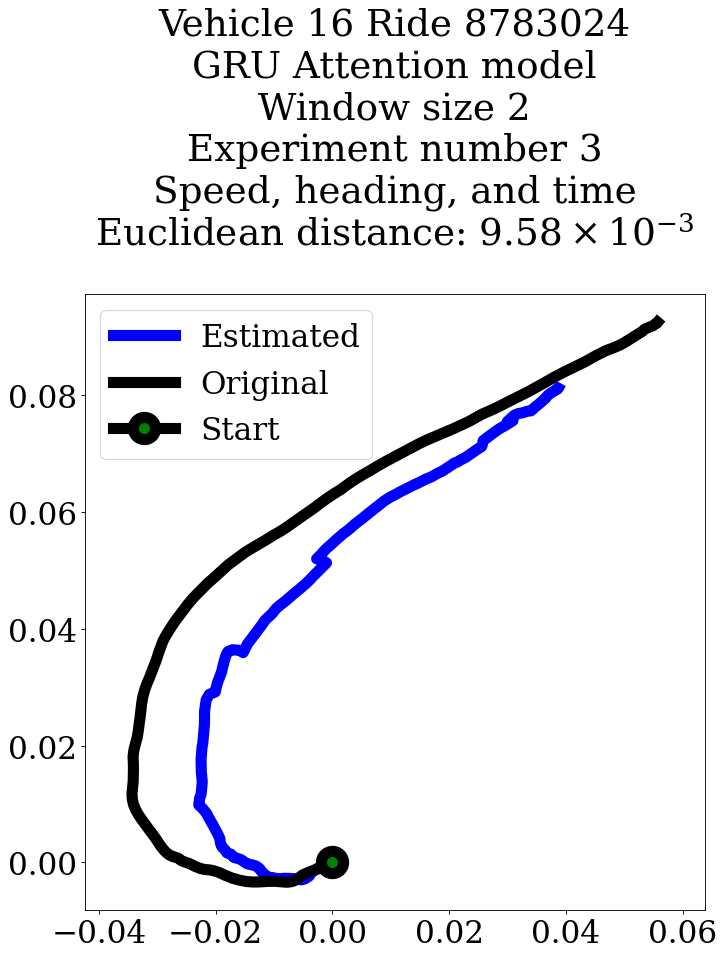 Vehicle 16 Ride 8783024
GRU Attention model
Window size 2
Experiment number 3
Speed, heading, and time
Euclidean distance: 9.58 × 10⁻³
Estimated
Original
Start
0.08
0.06
0.04
0.02
0.00
−0.04 −0.02 0.00 0.02 0.04 0.06